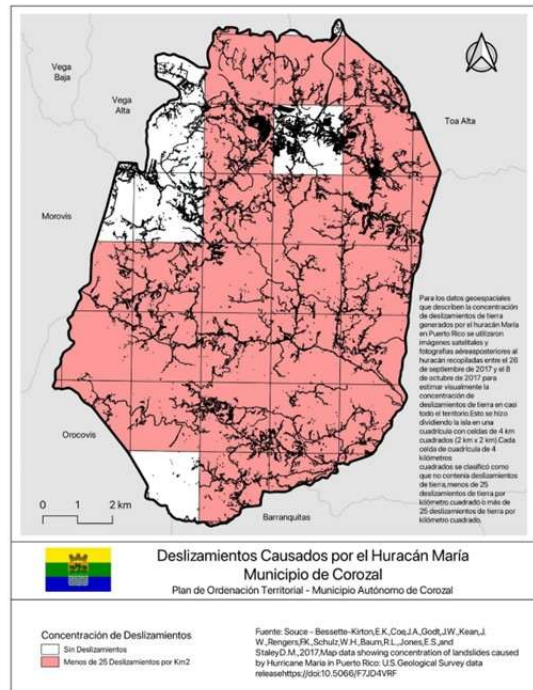 Vega
Baja
Vega
Alta
Toa Alta
Morovis
Para los datos geoespaciales
que describen la concentración
de deslizamientos de tierra
generados por el huracán María
en Puerto Rico se utilizaron
imágenes satelitales y
fotografías aéreasposteriores al
huracán recopiladas entre el 26
de septiembre de 2017 y el 8
de octubre de 2017 para
estimar visualmente la
concentración de
deslizamientos de tierra en casi
todo el territorio.Esto se hizo
dividiendo la isla en una
cuadrícula con celdas de 4 km
cuadrados (2 km x 2 km).Cada
celda de cuadrícula de 4
kilómetros
cuadrados se clasificó como
que no contenía deslizamientos
de tierra,menos de 25
deslizamientos de tierra por
kilómetro cuadrado o más de
25 deslizamientos de tierra por
kilómetro cuadrado.
Orocovis
0 1 2 km
Barranquitas
Deslizamientos Causados por el Huracán María
Municipio de Corozal
Plan de Ordenación Territorial - Municipio Autónomo de Corozal
Concentración de Deslizamientos
Sin Deslizamientos
Menos de 25 Deslizamientos por Km2
Fuente: Souce - Bessette-Kirton,E.K.,Coe,J.A.,Godt,J.W.,Kean,J.
W.,Rengers,F.K.,Schulz,W.H.,Baum,R.L.,Jones,E.S.,and
Staley,D.M.,2017,Map data showing concentration of landslides caused
by Hurricane Maria in Puerto Rico: U.S. Geological Survey data
releasehttps://doi:10.5066/F7JD4VRF